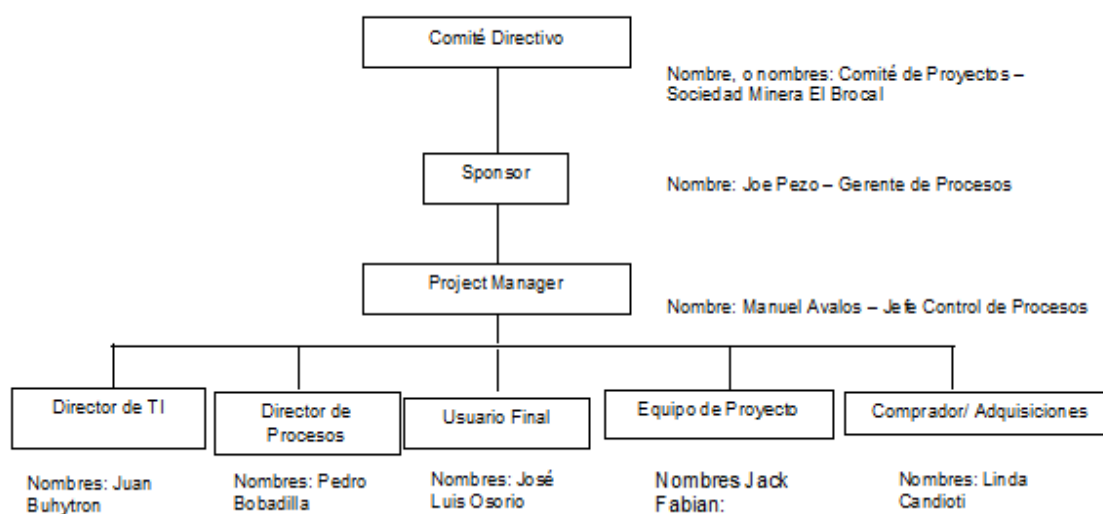 Comité Directivo
Nombre, o nombres: Comité de Proyectos –
Sociedad Minera El Brocal
Sponsor
Nombre: Joe Pezo – Gerente de Procesos
Project Manager
Nombre: Manuel Avalos – Jefe Control de Procesos
Director de TI
Director de
Procesos
Usuario Final
Equipo de Proyecto
Comprador/ Adquisiciones
Nombres: Juan
Buhytron
Nombres: Pedro
Bobadilla
Nombres: José
Luis Osorio
Nombres Jack
Fabian:
Nombres: Linda
Candioti